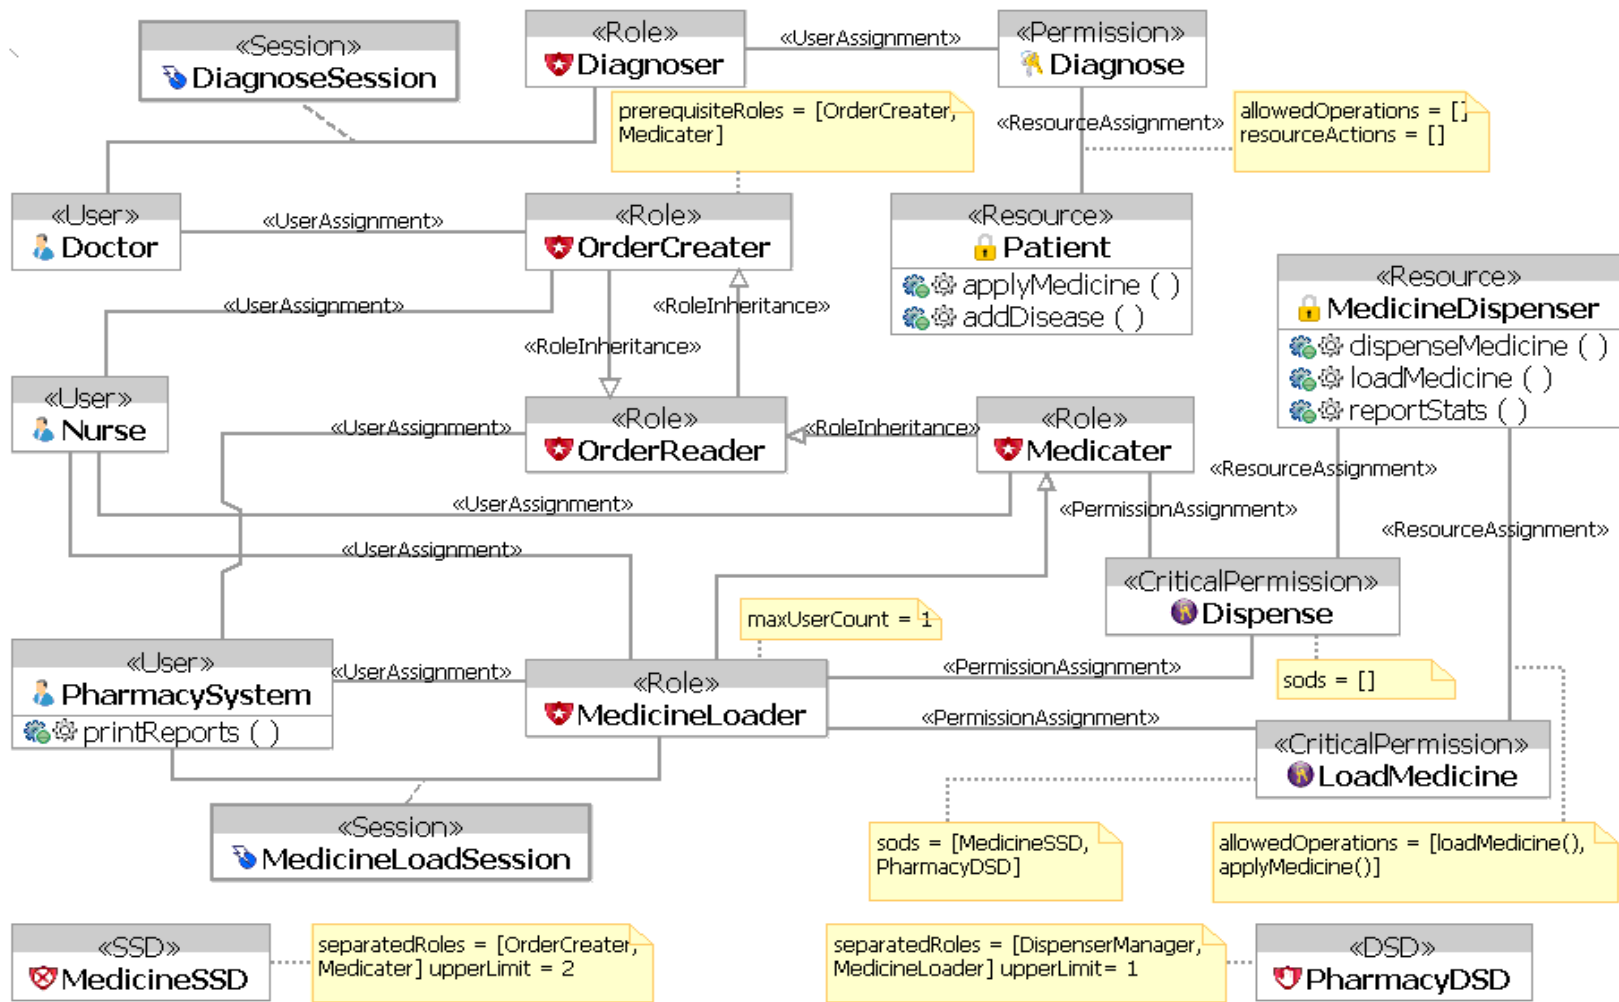 «Session»
DiagnoseSession
«Role»
Diagnoser
«UserAssignment»
«Permission»
Diagnose
prerequisiteRoles = [OrderCreater,
Medicater]
«ResourceAssignment»
allowedOperations = []
resourceActions = []
«User»
Doctor
«UserAssignment»
«Role»
OrderCreater
«Resource»
Patient
applyMedicine ( )
addDisease ( )
«UserAssignment»
«RoleInheritance»
«RoleInheritance»
«Resource»
MedicineDispenser
dispenseMedicine ( )
loadMedicine ( )
reportStats ( )
«User»
Nurse
«UserAssignment»
«Role»
OrderReader
«RoleInheritance»
«Role»
Medicater
«ResourceAssignment»
«UserAssignment»
«PermissionAssignment»
«ResourceAssignment»
«UserAssignment»
«CriticalPermission»
Dispense
maxUserCount = 1
«User»
PharmacySystem
printReports ( )
«UserAssignment»
«Role»
MedicineLoader
«PermissionAssignment»
sods = []
«PermissionAssignment»
«CriticalPermission»
LoadMedicine
«Session»
MedicineLoadSession
sods = [MedicineSSD,
PharmacyDSD]
allowedOperations = [loadMedicine(),
applyMedicine()]
«SSD»
MedicineSSD
separatedRoles = [OrderCreater,
Medicater] upperLimit = 2
separatedRoles = [DispenserManager,
MedicineLoader] upperLimit= 1
«DSD»
PharmacyDSD